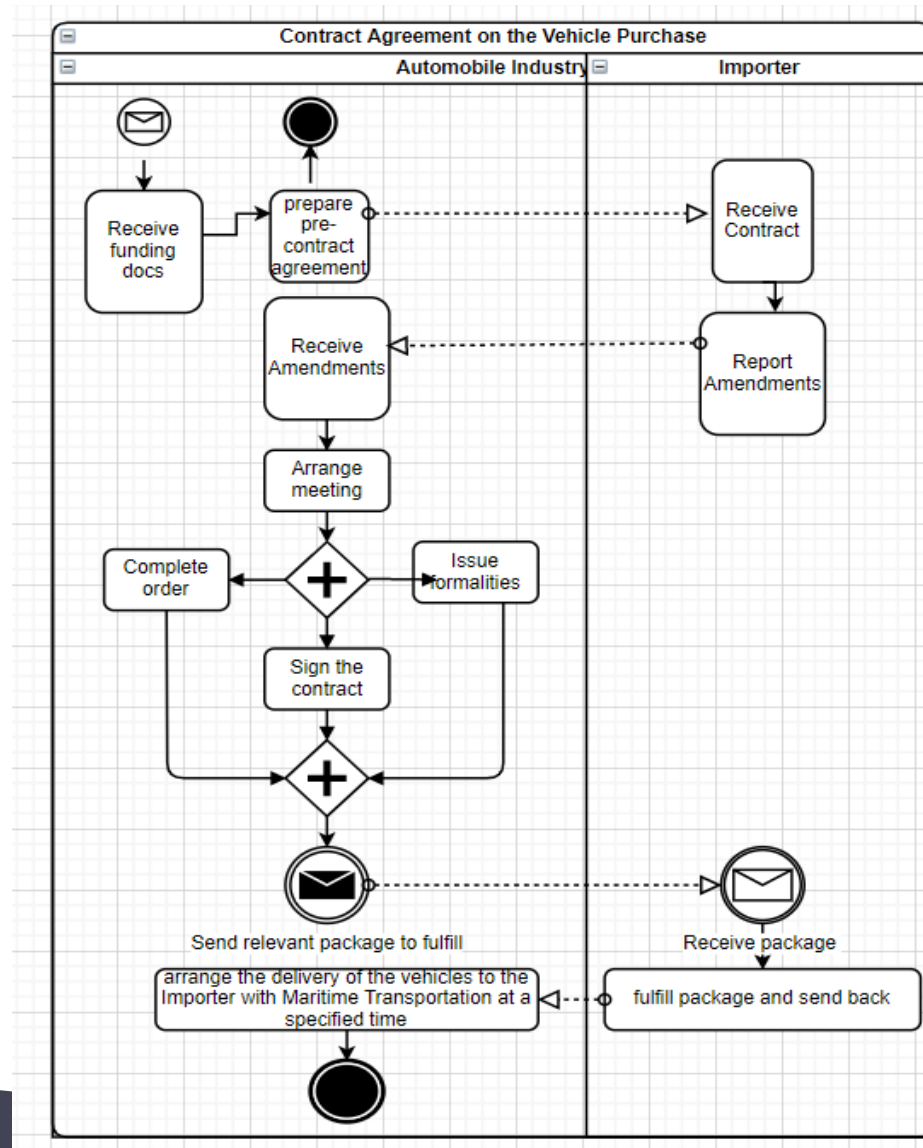 Contract Agreement on the Vehicle Purchase
Automobile Industry
Importer
Receive
funding
docs
prepare
pre-
contract
agreement
Receive
Contract
Receive
Amendments
Report
Amendments
Arrange
meeting
Complete
order
Issue
formalities
Sign the
contract
Send relevant package to fulfill
Receive package
arrange the delivery of the vehicles to the
Importer with Maritime Transportation at a
specified time
fulfill package and send back